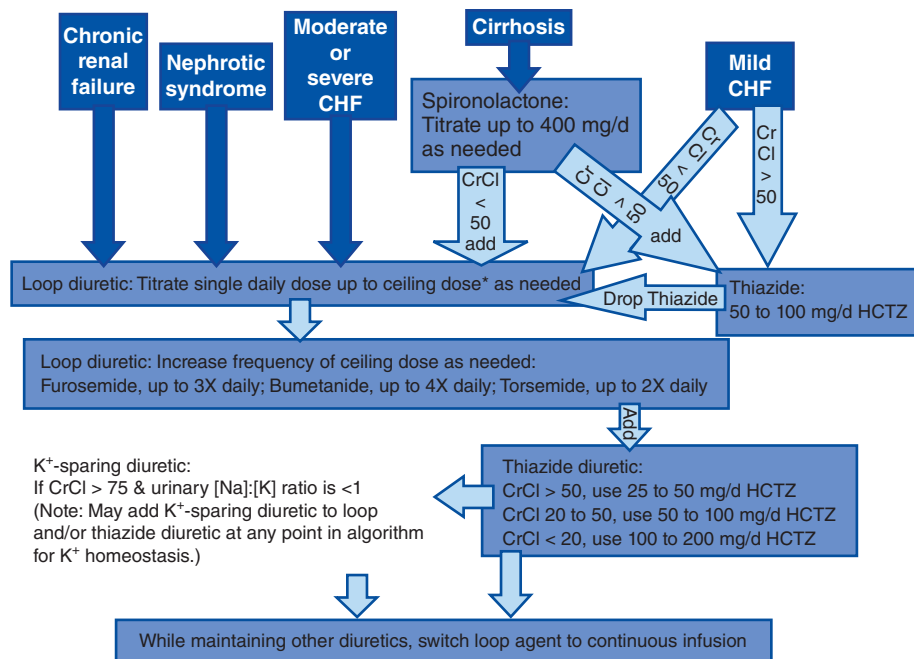 Chronic
renal
failure
Nephrotic
syndrome
Moderate
or
severe
CHF
Cirrhosis
Mild
CHF
Spironolactone:
Titrate up to 400 mg/d
as needed
CrCl
<
50
add
Cr
Cl
>
50
add
Cr
Cl
<
50
Cr
Cl
>
50
Loop diuretic: Titrate single daily dose up to ceiling dose* as needed
Drop Thiazide
Thiazide:
50 to 100 mg/d HCTZ
Loop diuretic: Increase frequency of ceiling dose as needed:
Furosemide, up to 3X daily; Bumetanide, up to 4X daily; Torsemide, up to 2X daily
Add
Thiazide diuretic:
CrCl > 50, use 25 to 50 mg/d HCTZ
CrCl 20 to 50, use 50 to 100 mg/d HCTZ
CrCl < 20, use 100 to 200 mg/d HCTZ
K⁺-sparing diuretic:
If CrCl > 75 & urinary [Na]:[K] ratio is <1
(Note: May add K⁺-sparing diuretic to loop
and/or thiazide diuretic at any point in algorithm
for K⁺ homeostasis.)
While maintaining other diuretics, switch loop agent to continuous infusion